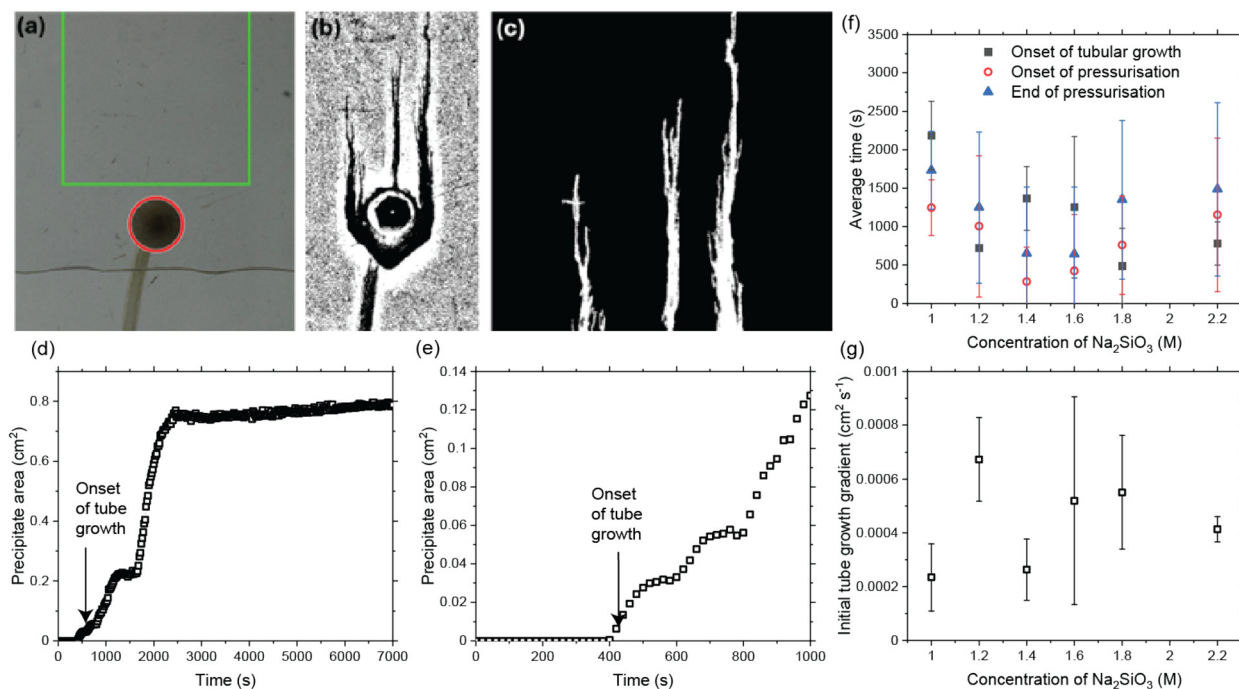 (a)
(b)
(c)
(f)
3500
3000
2500
2000
1500
1000
500
0
Average time (s)
Onset of tubular growth
Onset of pressurisation
End of pressurisation
1
1.2
1.4
1.6
1.8
2
2.2
Concentration of Na₂SiO₃ (M)
(d)
0.8
0.6
0.4
0.2
0
Precipitate area (cm²)
Onset
of tube
growth
0
1000
2000
3000
4000
5000
6000
7000
Time (s)
(e)
0.14
0.12
0.1
0.08
0.06
0.04
0.02
0
Precipitate area (cm²)
Onset
of tube
growth
0
200
400
600
800
1000
Time (s)
(g)
0.001
0.0008
0.0006
0.0004
0.0002
0
Initial tube growth gradient (cm² s⁻¹)
1
1.2
1.4
1.6
1.8
2
2.2
Concentration of Na₂SiO₃ (M)